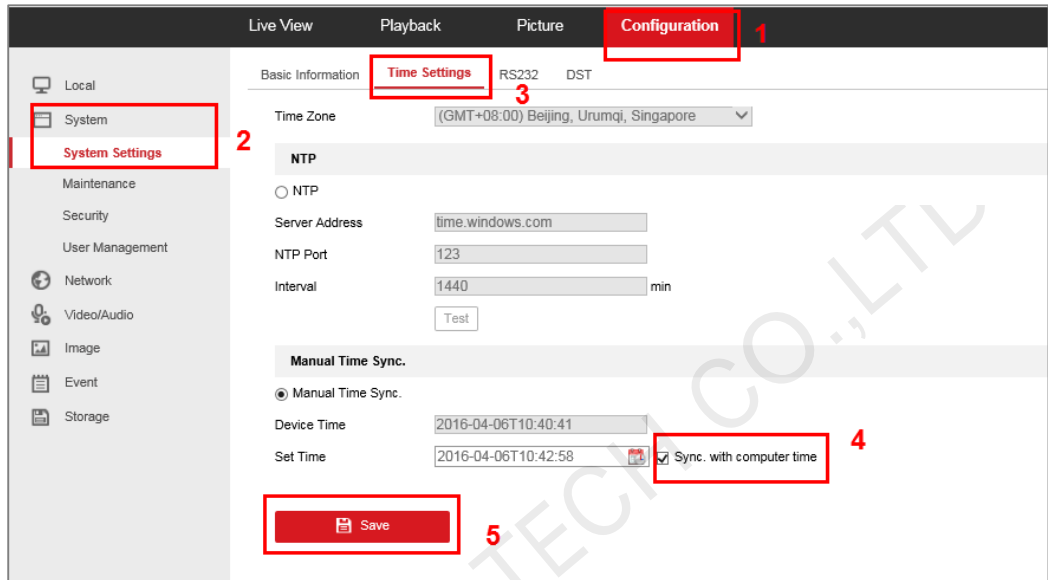 Live View Playback Picture Configuration 1
Basic Information Time Settings RS232 DST
3
Local
System
2
System Settings
Maintenance
Security
User Management
Network
Video/Audio
Image
Event
Storage
Time Zone (GMT+08:00) Beijing, Urumqi, Singapore
NTP
NTP
Server Address time.windows.com
NTP Port 123
Interval 1440 min
Test
Manual Time Sync.
Manual Time Sync.
Device Time 2016-04-06T10:40:41
Set Time 2016-04-06T10:42:58 Sync. with computer time
4
Save
5
TECH CO.,LTD